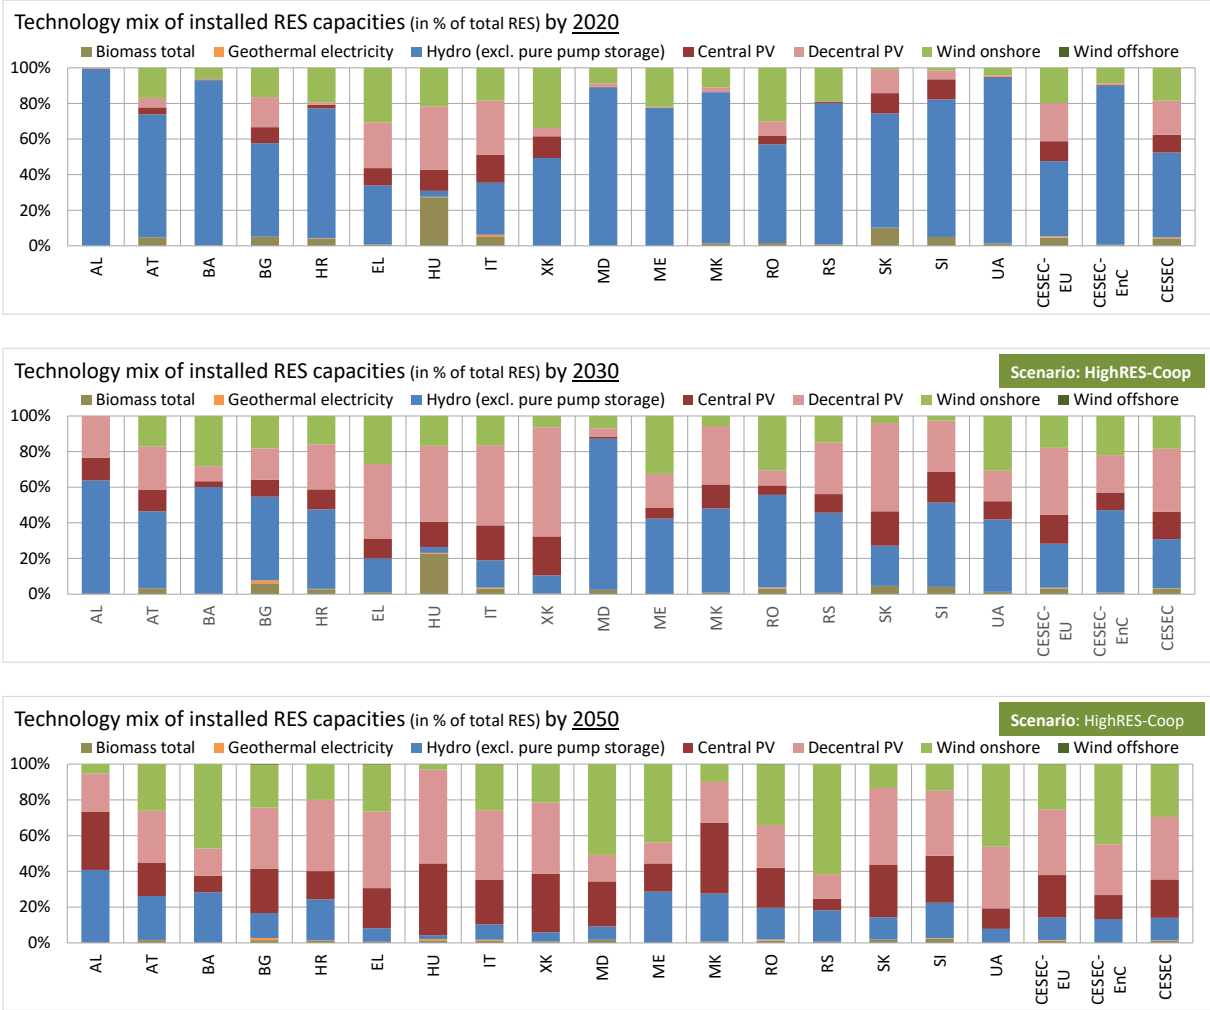 Technology mix of installed RES capacities (in % of total RES) by 2020
Biomass total Geothermal electricity Hydro (excl. pure pump storage) Central PV Decentral PV Wind onshore Wind offshore
100%
80%
60%
40%
20%
0%
AL AT BA BG HR EL HU IT XK MD ME MK RO RS SK SI UA CESEC-EU CESEC-EnC CESEC
Technology mix of installed RES capacities (in % of total RES) by 2030
Scenario: HighRES-Coop
Biomass total Geothermal electricity Hydro (excl. pure pump storage) Central PV Decentral PV Wind onshore Wind offshore
100%
80%
60%
40%
20%
0%
AL AT BA BG HR EL HU IT XK MD ME MK RO RS SK SI UA CESEC-EU CESEC-EnC CESEC
Technology mix of installed RES capacities (in % of total RES) by 2050
Scenario: HighRES-Coop
Biomass total Geothermal electricity Hydro (excl. pure pump storage) Central PV Decentral PV Wind onshore Wind offshore
100%
80%
60%
40%
20%
0%
AL AT BA BG HR EL HU IT XK MD ME MK RO RS SK SI UA CESEC-EU CESEC-EnC CESEC